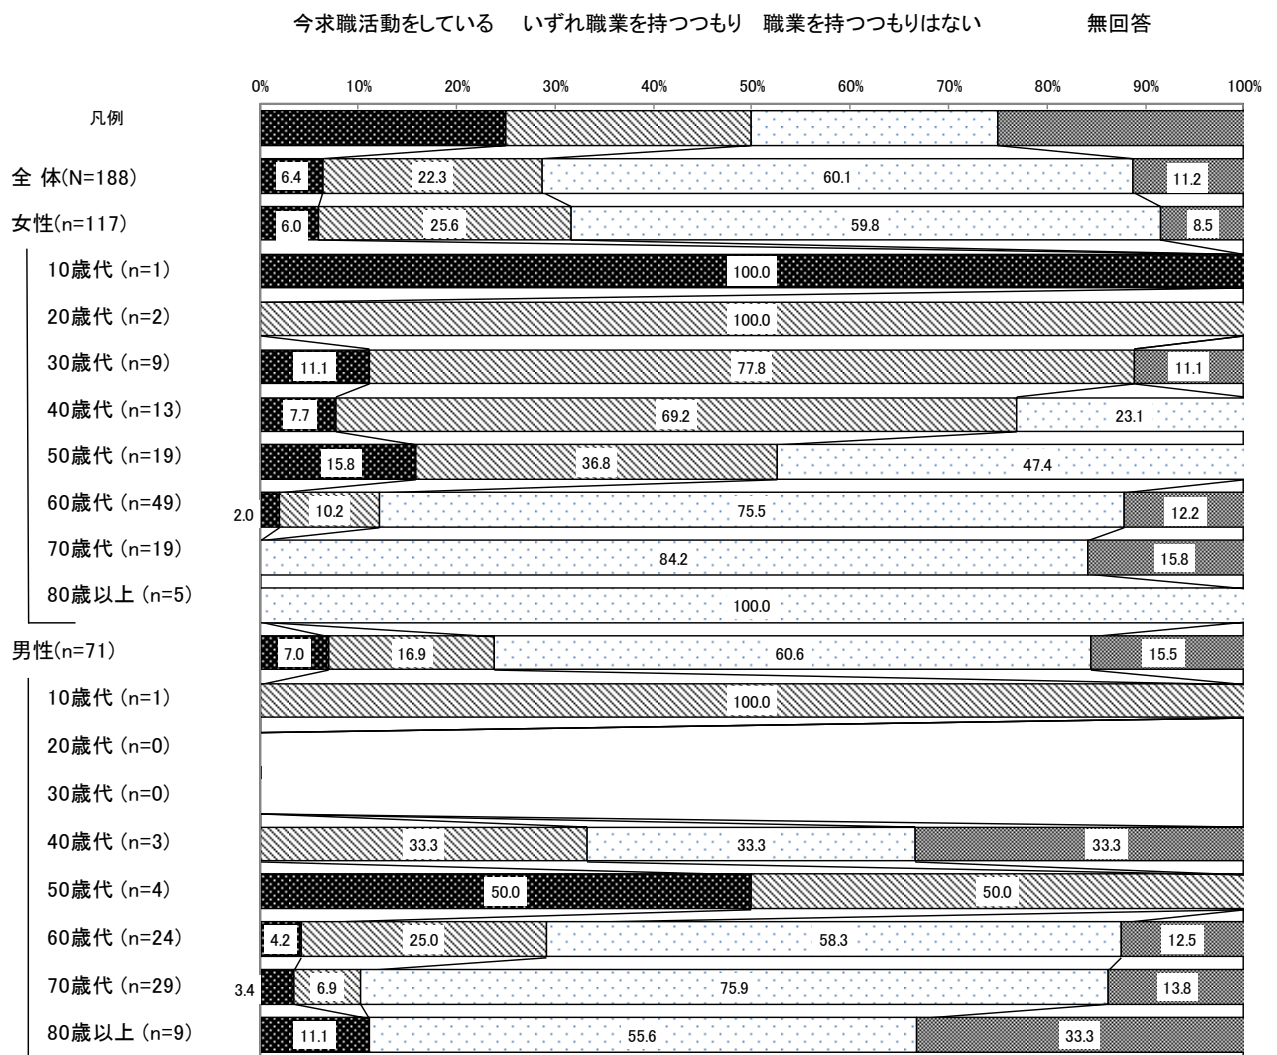 今求職活動をしている いずれ職業を持つつもり 職業を持つつもりはない 無回答
0% 10% 20% 30% 40% 50% 60% 70% 80% 90% 100%
凡例
全 体(N=188) 6.4 22.3 60.1 11.2
女性(n=117) 6.0 25.6 59.8 8.5
10歳代 (n=1) 100.0
20歳代 (n=2) 100.0
30歳代 (n=9) 11.1 77.8 11.1
40歳代 (n=13) 7.7 69.2 23.1
50歳代 (n=19) 15.8 36.8 47.4
60歳代 (n=49) 2.0 10.2 75.5 12.2
70歳代 (n=19) 84.2 15.8
80歳以上 (n=5) 100.0
男性(n=71) 7.0 16.9 60.6 15.5
10歳代 (n=1) 100.0
20歳代 (n=0)
30歳代 (n=0)
40歳代 (n=3) 33.3 33.3 33.3
50歳代 (n=4) 50.0 50.0
60歳代 (n=24) 4.2 25.0 58.3 12.5
70歳代 (n=29) 3.4 6.9 75.9 13.8
80歳以上 (n=9) 11.1 55.6 33.3